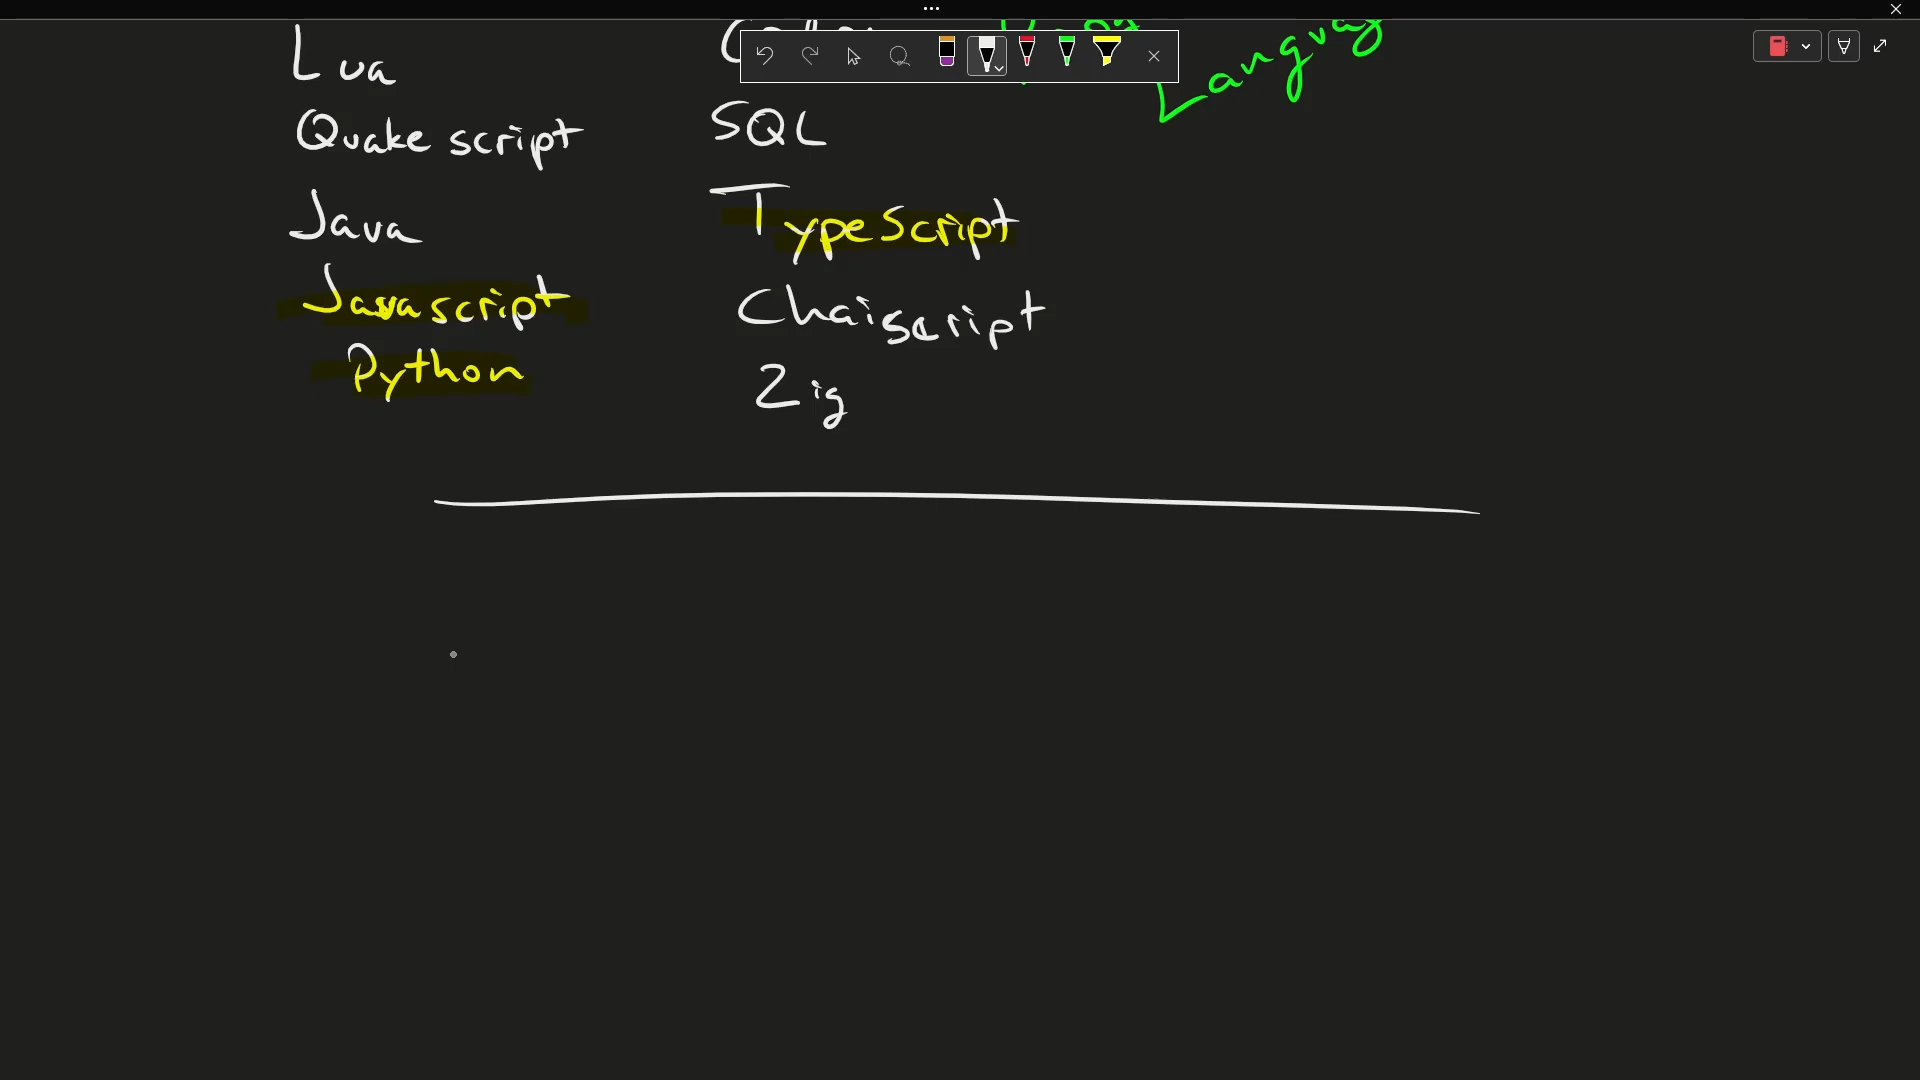 Lua
Quake script
Java
Javascript
Python
SQL
TypeScript
Chaiscript
Zig